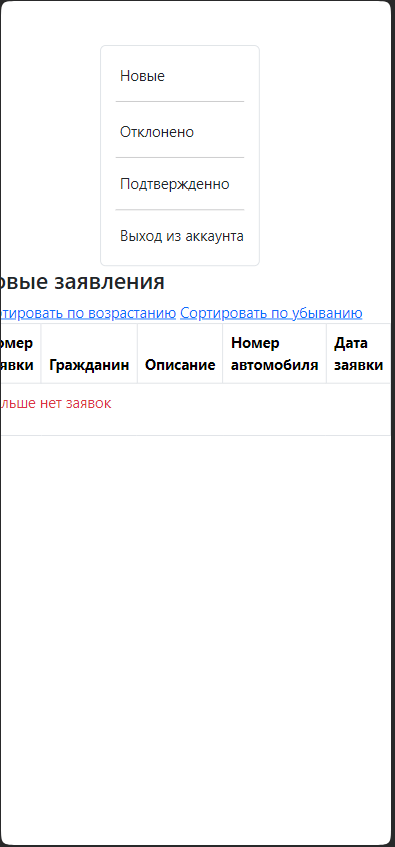 Новые
Отклонено
Подтвержденно
Выход из аккаунта
овые заявления
тировать по возрастанию Сортировать по убыванию
омер
явки
Гражданин
Описание
Номер
автомобиля
Дата
заявки
льше нет заявок